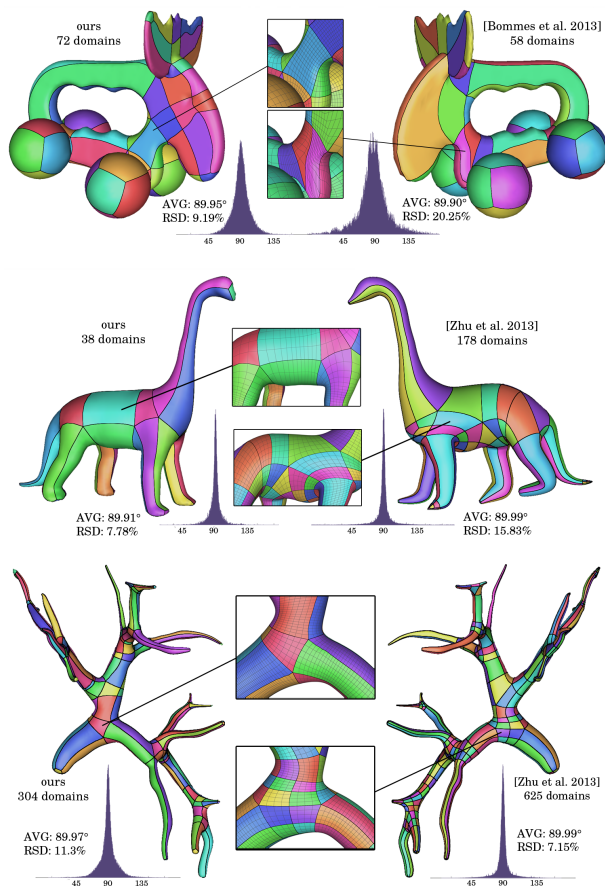 ours
72 domains
[Bommes et al. 2013]
58 domains
AVG: 89.95°
RSD: 9.19%
AVG: 89.90°
RSD: 20.25%
45 90 135
45 90 135
ours
38 domains
[Zhu et al. 2013]
178 domains
AVG: 89.91°
RSD: 7.78%
AVG: 89.99°
RSD: 15.83%
45 90 135
45 90 135
ours
304 domains
[Zhu et al. 2013]
625 domains
AVG: 89.97°
RSD: 11.3%
AVG: 89.99°
RSD: 7.15%
45 90 135
45 90 135